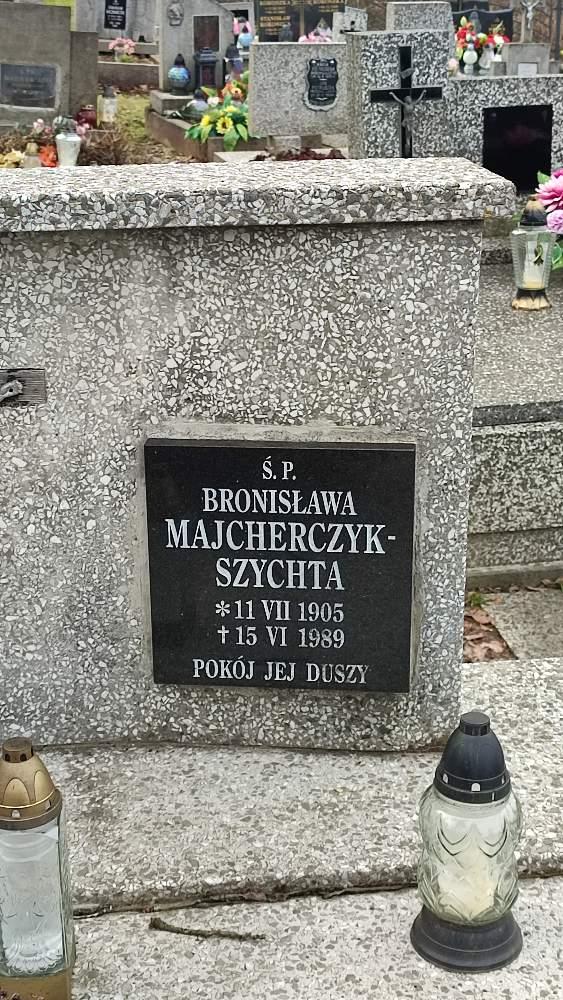 Ś. P.
BRONISŁAWA
MAJCHERCZYK-
SZYCHTA
* 11 VII 1905
† 15 VI 1989
POKÓJ JEJ DUSZY